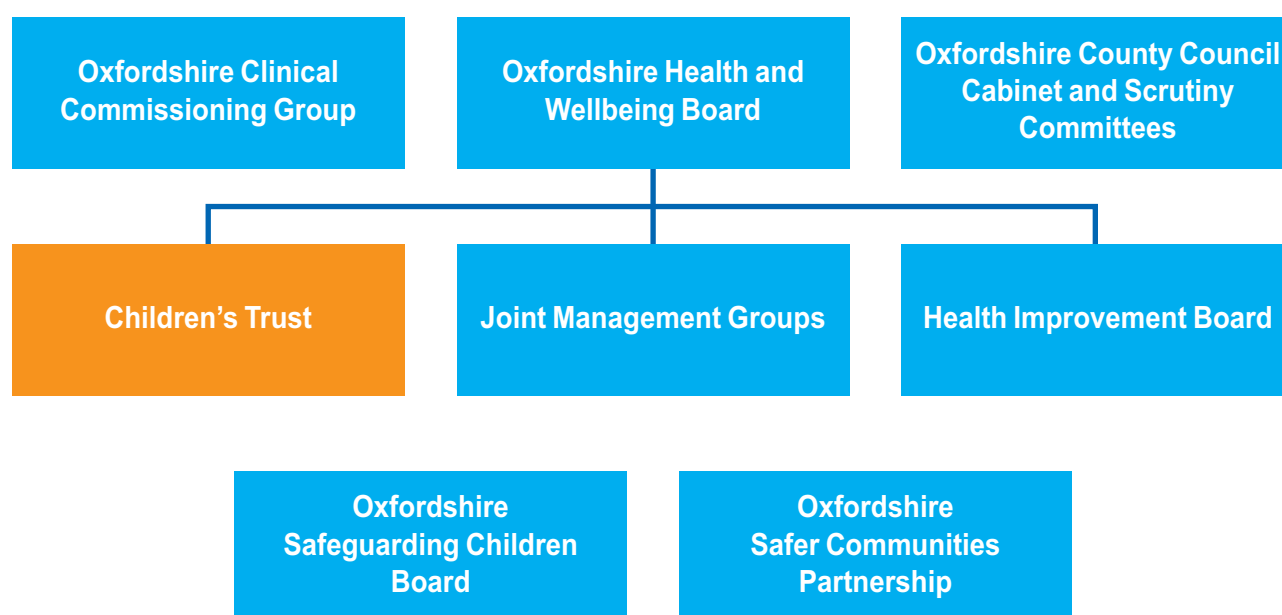 Oxfordshire Clinical
Commissioning Group
Oxfordshire Health and
Wellbeing Board
Oxfordshire County Council
Cabinet and Scrutiny
Committees
Children’s Trust
Joint Management Groups
Health Improvement Board
Oxfordshire
Safeguarding Children
Board
Oxfordshire
Safer Communities
Partnership